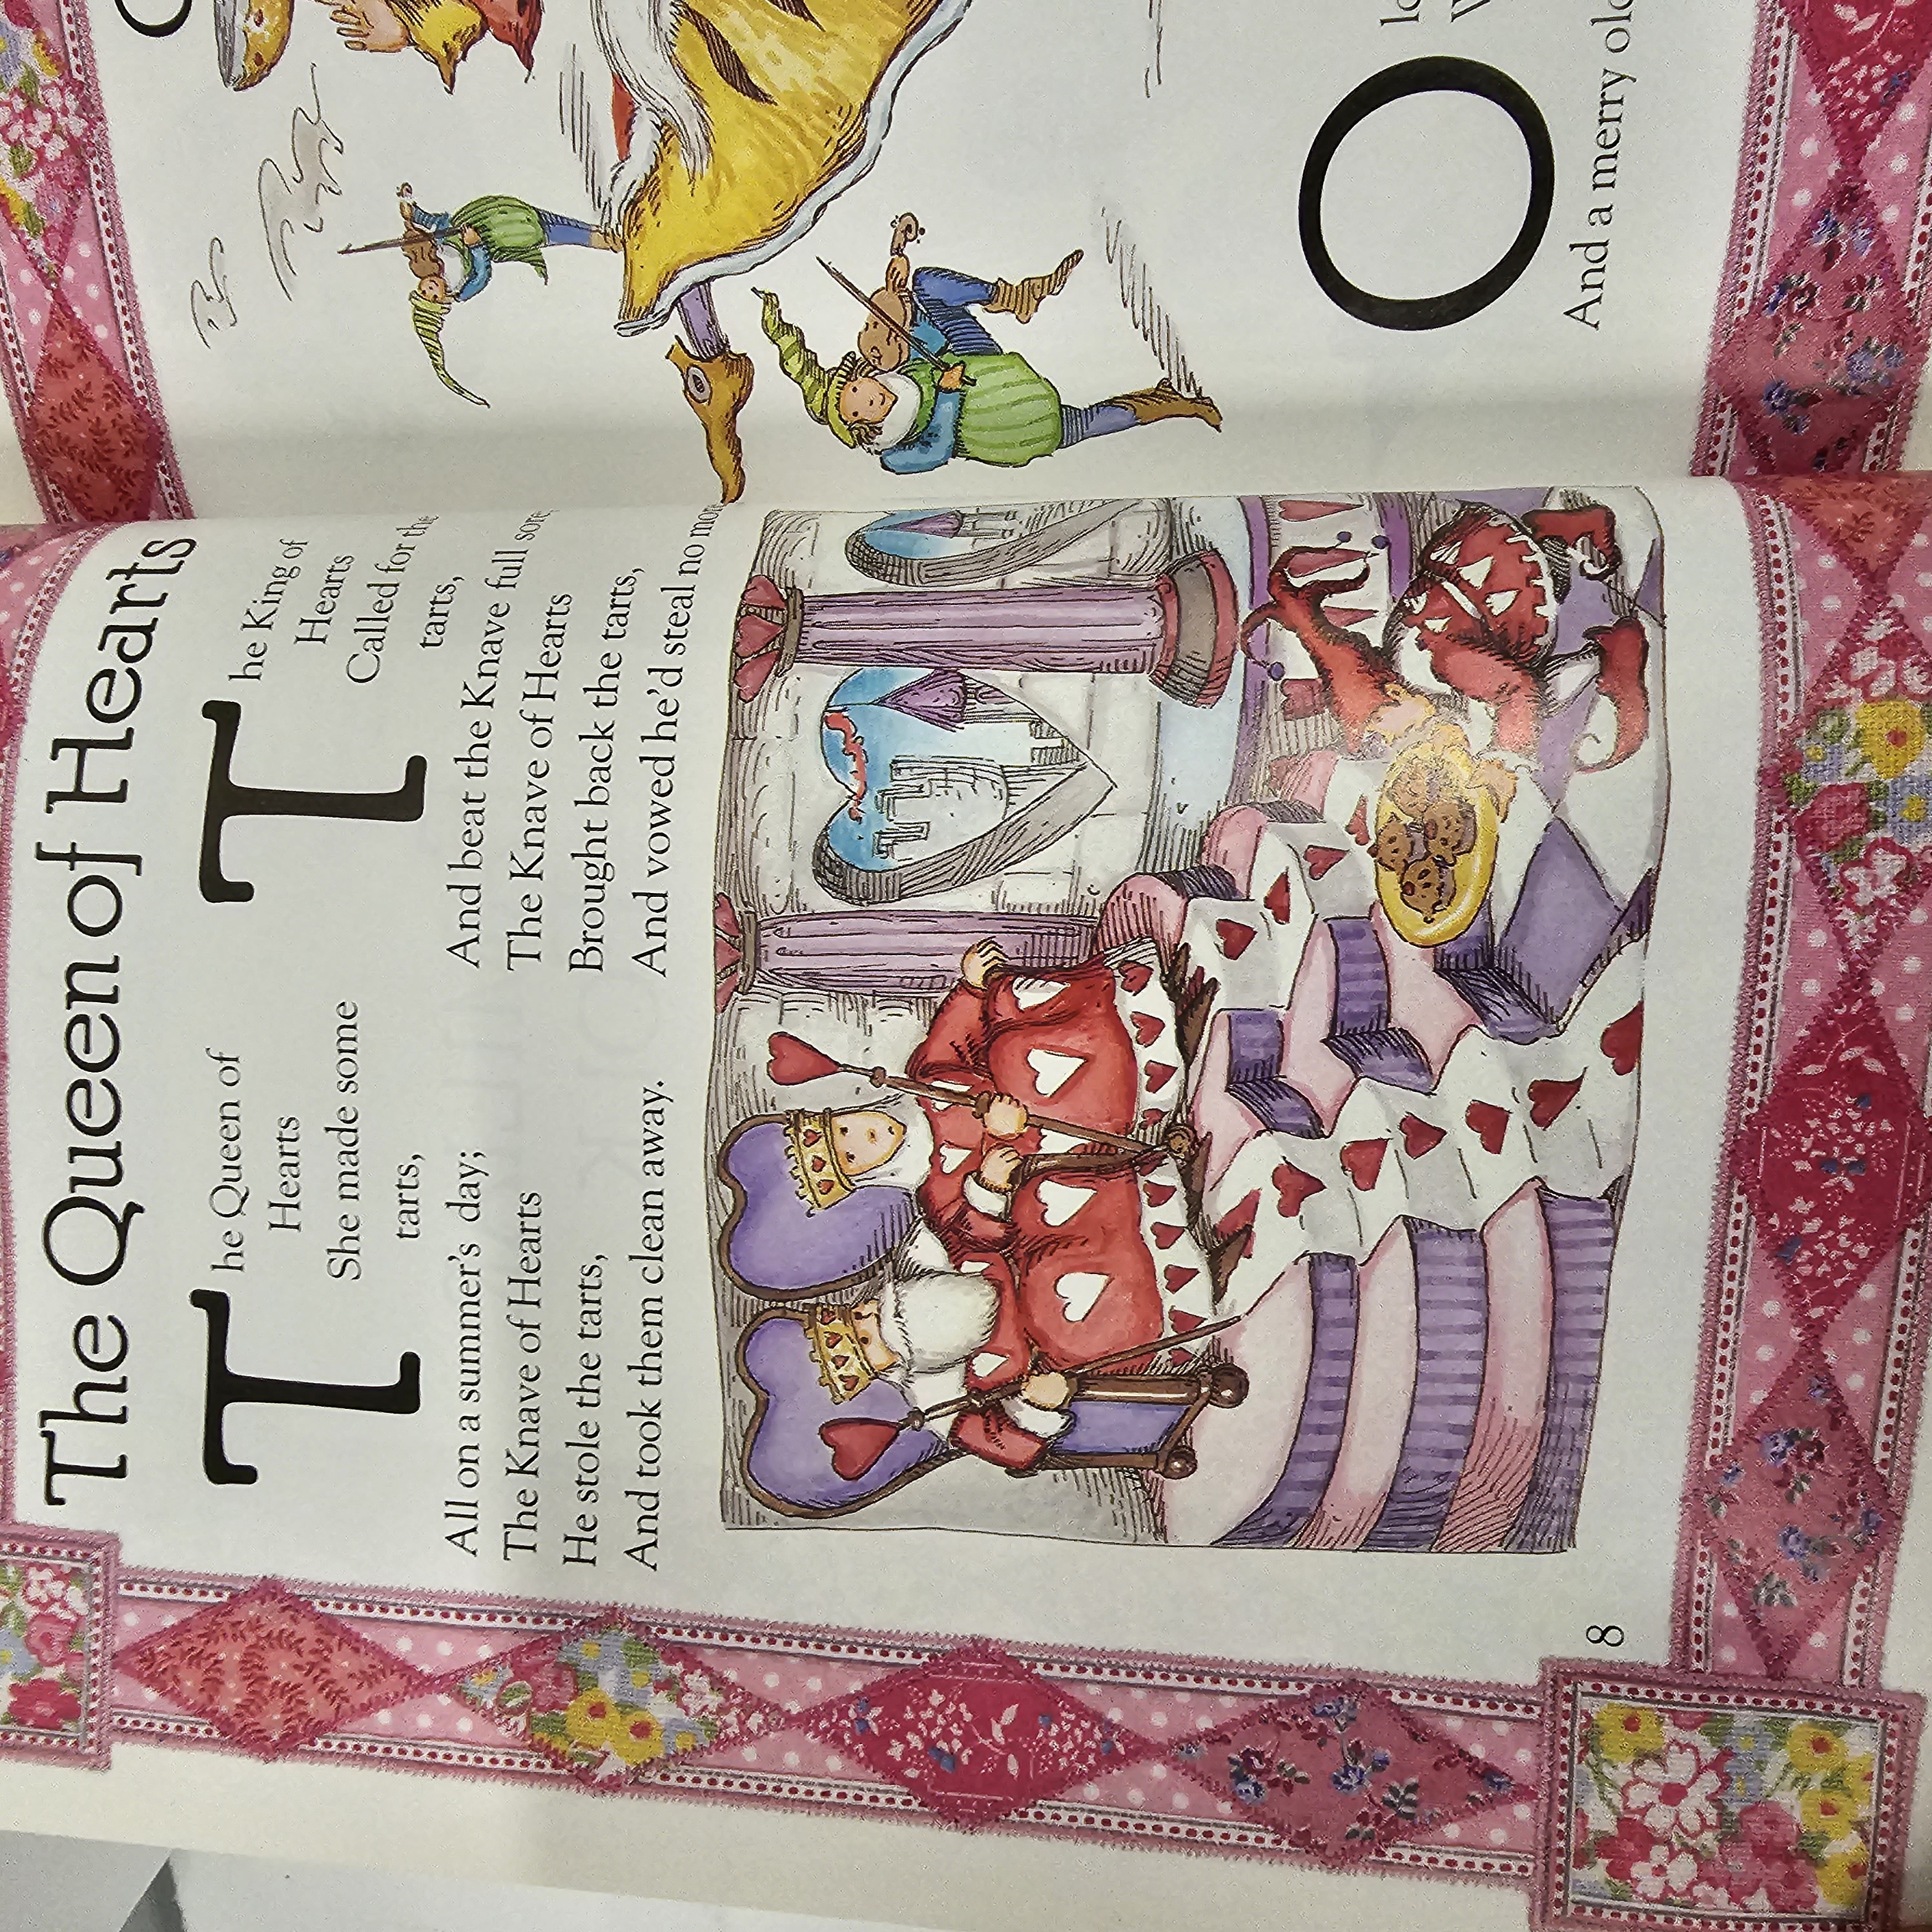 The Queen of Hearts
The Queen of
Hearts
She made some
tarts,
All on a summer's day;
The Knave of Hearts
He stole the tarts,
And took them clean away.
The King of
Hearts
Called for the
tarts,
And beat the Knave full sore;
The Knave of Hearts
Brought back the tarts,
And vowed he'd steal no more
8
O
And a merry old